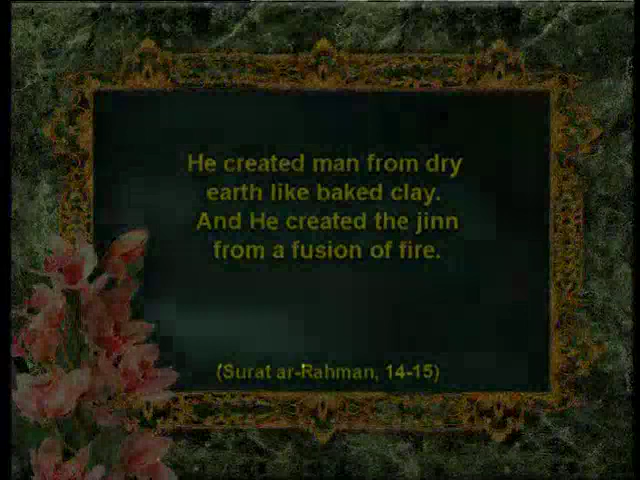 He created man from dry
earth like baked clay.
And He created the jinn
from a fusion of fire.
(Surat ar-Rahman, 14-15)